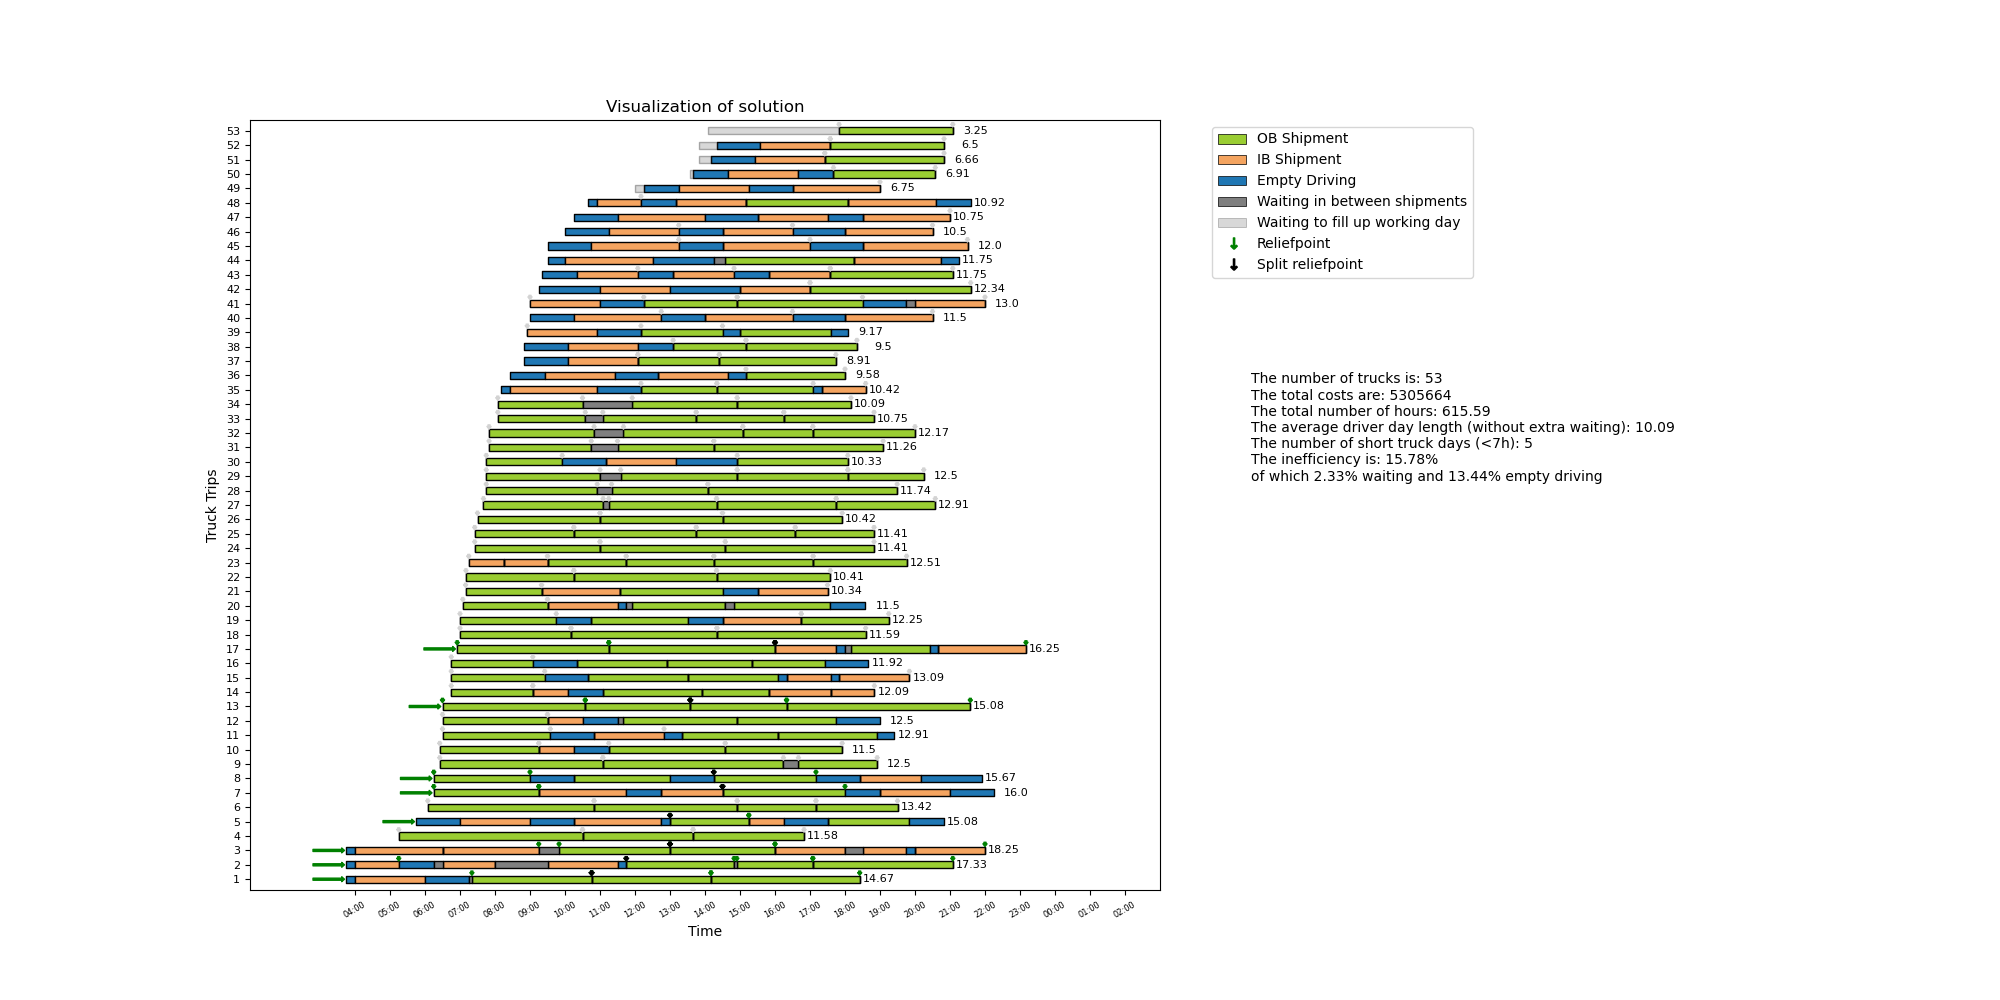 Visualization of solution
53 3.25
52 6.5
51 6.66
50 6.91
49 6.75
48 10.92
47 10.75
46 10.5
45 12.0
44 11.75
43 11.75
42 12.34
41 13.0
40 11.5
39 9.17
38 9.5
37 8.91
36 9.58
35 10.42
34 10.09
33 10.75
32 12.17
31 11.26
30 10.33
29 12.5
28 11.74
27 12.91
26 10.42
25 11.41
24 11.41
23 12.51
22 10.41
21 10.34
20 11.5
19 12.25
18 11.59
17 16.25
16 11.92
15 13.09
14 12.09
13 15.08
12 12.5
11 12.91
10 11.5
9 12.5
8 15.67
7 16.0
6 13.42
5 15.08
4 11.58
3 18.25
2 17.33
1 14.67
Truck Trips
04:00 05:00 06:00 07:00 08:00 09:00 10:00 11:00 12:00 13:00 14:00 15:00 16:00 17:00 18:00 19:00 20:00 21:00 22:00 23:00 00:00 01:00 02:00
Time
OB Shipment
IB Shipment
Empty Driving
Waiting in between shipments
Waiting to fill up working day
Reliefpoint
Split reliefpoint
The number of trucks is: 53
The total costs are: 5305664
The total number of hours: 615.59
The average driver day length (without extra waiting): 10.09
The number of short truck days (<7h): 5
The inefficiency is: 15.78%
of which 2.33% waiting and 13.44% empty driving